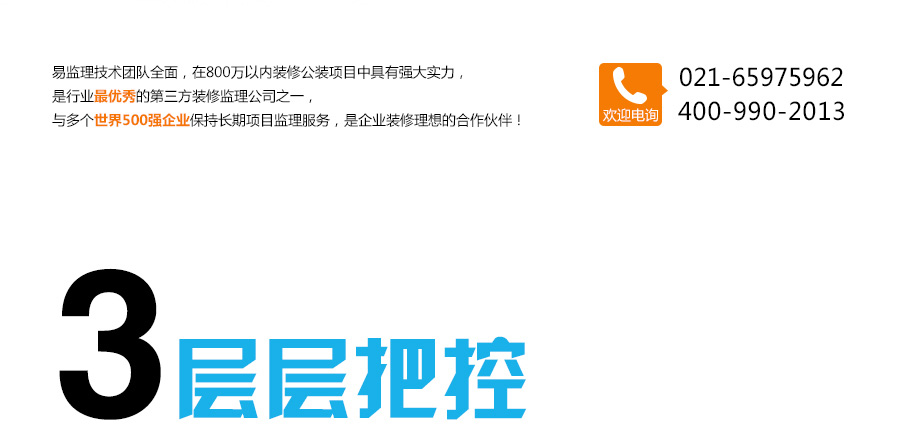 易监理技术团队全面，在800万以内装修公装项目中具有强大实力，
是行业最优秀的第三方装修监理公司之一，
与多个世界500强企业保持长期项目监理服务，是企业装修理想的合作伙伴！
欢迎电询
021-65975962
400-990-2013
3层层把控